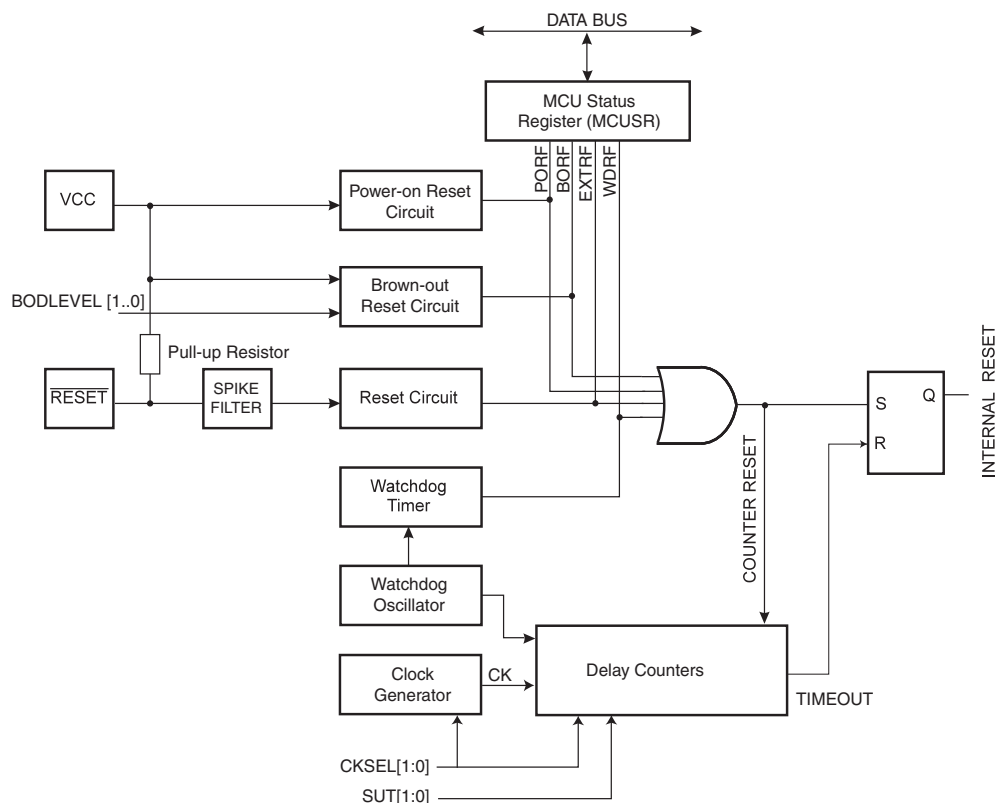 DATA BUS
MCU Status
Register (MCUSR)
PORF
BORF
EXTRF
WDRF
VCC
Power-on Reset
Circuit
Brown-out
Reset Circuit
BODLEVEL [1..0]
Pull-up Resistor
RESET
SPIKE
FILTER
Reset Circuit
S
Q
R
INTERNAL RESET
Watchdog
Timer
COUNTER RESET
Watchdog
Oscillator
Clock
Generator
CK
Delay Counters
TIMEOUT
CKSEL[1:0]
SUT[1:0]